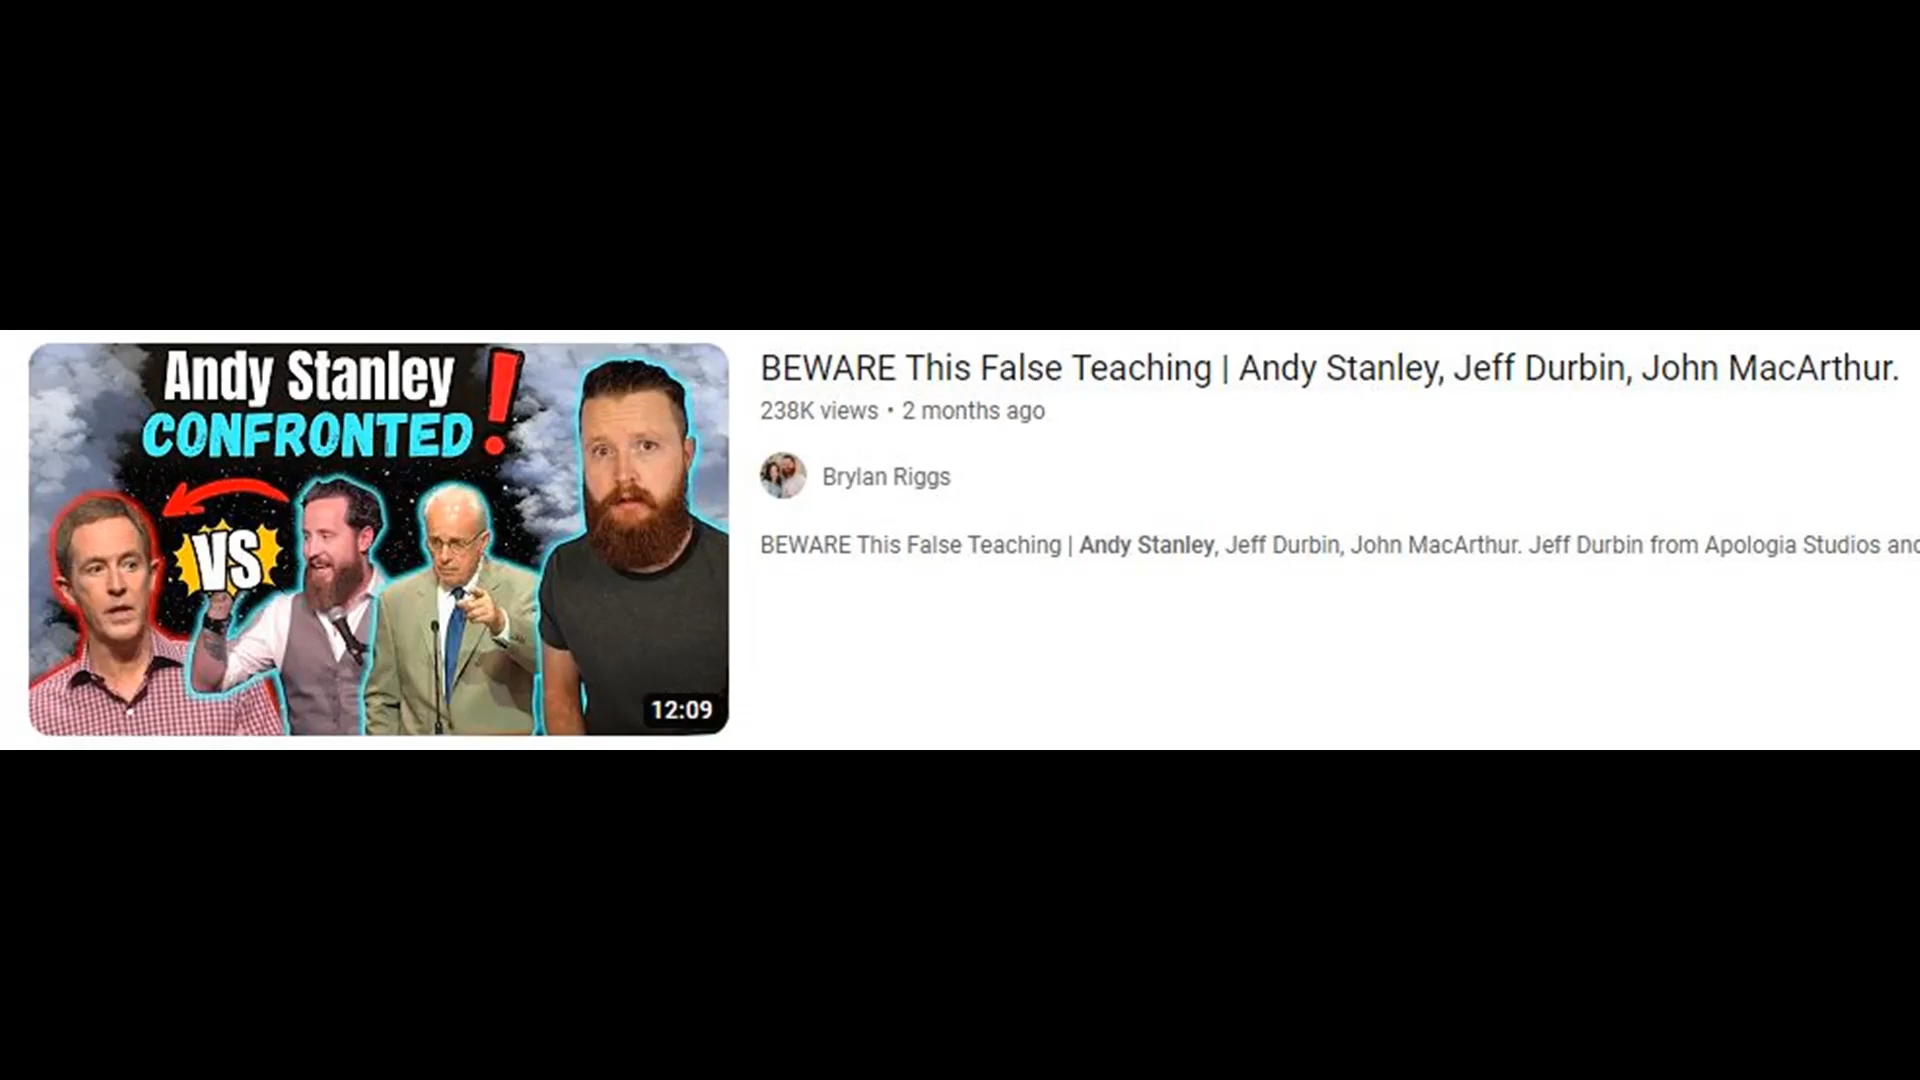 Andy Stanley
CONFRONTED!
VS
12:09
BEWARE This False Teaching | Andy Stanley, Jeff Durbin, John MacArthur.
238K views • 2 months ago
Brylan Riggs
BEWARE This False Teaching | Andy Stanley, Jeff Durbin, John MacArthur. Jeff Durbin from Apologia Studios and